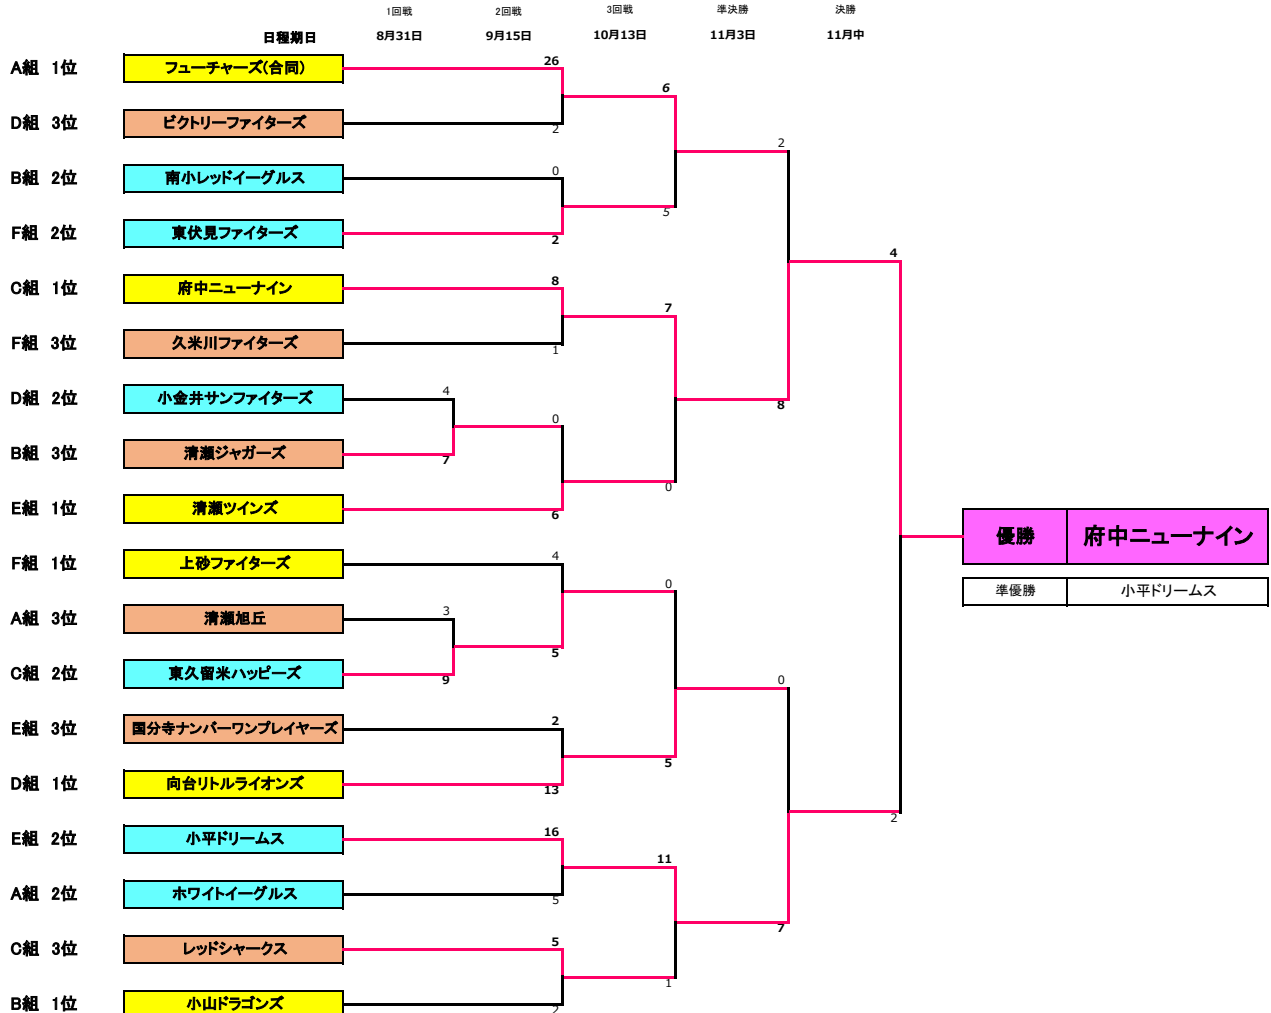 1回戦 2回戦 3回戦 準決勝 決勝
日程期日 8月31日 9月15日 10月13日 11月3日 11月中
A組 1位 フューチャーズ(合同) 26
6
D組 3位 ビクトリーファイターズ 2
2
B組 2位 南小レッドイーグルス 0
5
F組 2位 東伏見ファイターズ 2
4
C組 1位 府中ニューナイン 8
7
F組 3位 久米川ファイターズ 1
D組 2位 小金井サンファイターズ 4
8
0
B組 3位 清瀬ジャガーズ 7
0
E組 1位 清瀬ツインズ 6
優勝 府中ニューナイン
F組 1位 上砂ファイターズ 4
0
準優勝 小平ドリームス
A組 3位 清瀬旭丘 3
5
C組 2位 東久留米ハッピーズ 9
0
E組 3位 国分寺ナンバーワンプレイヤーズ 2
5
D組 1位 向台リトルライオンズ 13
2
E組 2位 小平ドリームス 16
11
A組 2位 ホワイトイーグルス 5
7
C組 3位 レッドシャークス 5
1
B組 1位 小山ドラゴンズ 2